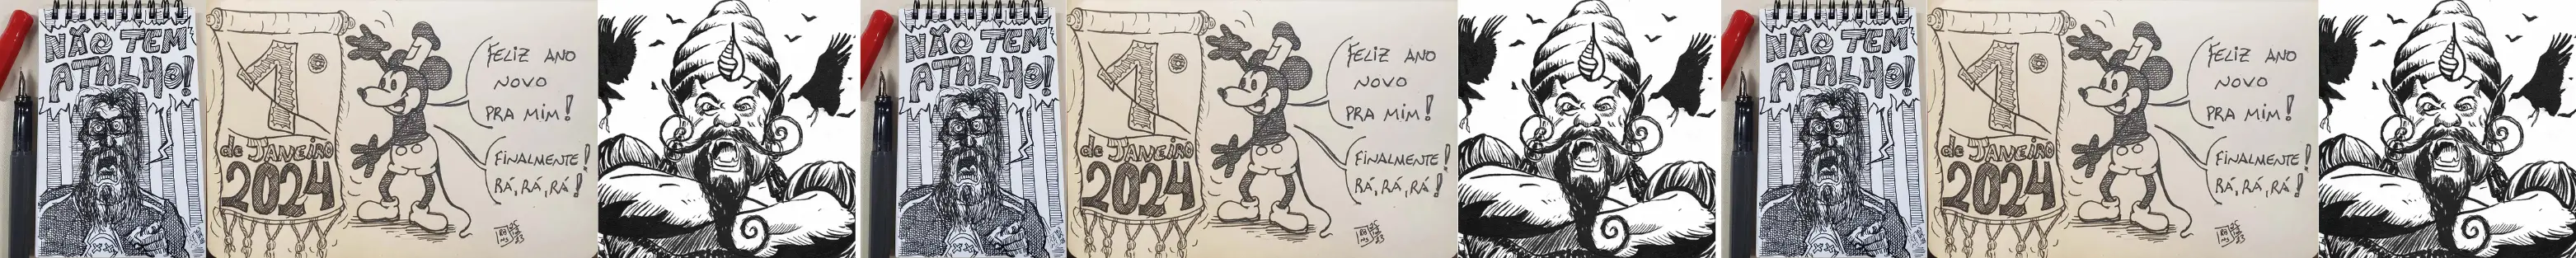 NÃO TEM
ATALHO!
1º
de JANEIRO
2024
FELIZ ANO
NOVO
PRA MIM!
FINALMENTE!
RÁ, RÁ, RÁ!
NÃO TEM
ATALHO!
1º
de JANEIRO
2024
FELIZ ANO
NOVO
PRA MIM!
FINALMENTE!
RÁ, RÁ, RÁ!
NÃO TEM
ATALHO!
1º
de JANEIRO
2024
FELIZ ANO
NOVO
PRA MIM!
FINALMENTE!
RÁ, RÁ, RÁ!